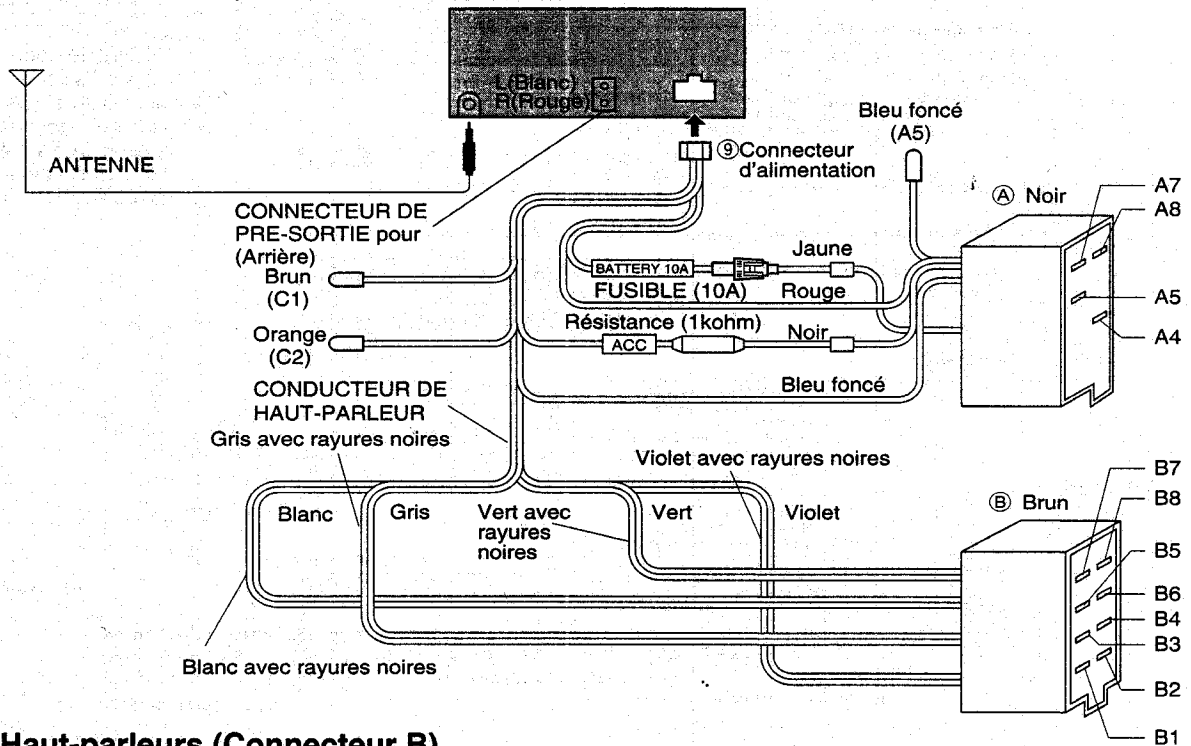 L(Blanc)
R(Rouge)
Bleu foncé
(A5)
ANTENNE
⑨Connecteur
d'alimentation
Ⓐ Noir
A7
A8
A5
A4
CONNECTEUR DE
PRE-SORTIE pour
(Arrière)
Brun
(C1)
Jaune
BATTERY 10A
FUSIBLE (10A)
Rouge
Orange
(C2)
Résistance (1kohm)
ACC
Noir
Bleu foncé
CONDUCTEUR DE
HAUT-PARLEUR
Gris avec rayures noires
Violet avec rayures noires
Blanc
Gris
Vert avec
rayures
noires
Vert
Violet
Ⓑ Brun
B7
B8
B5
B6
B4
B3
B2
B1
Blanc avec rayures noires
Haut-parleurs (Connecteur B)